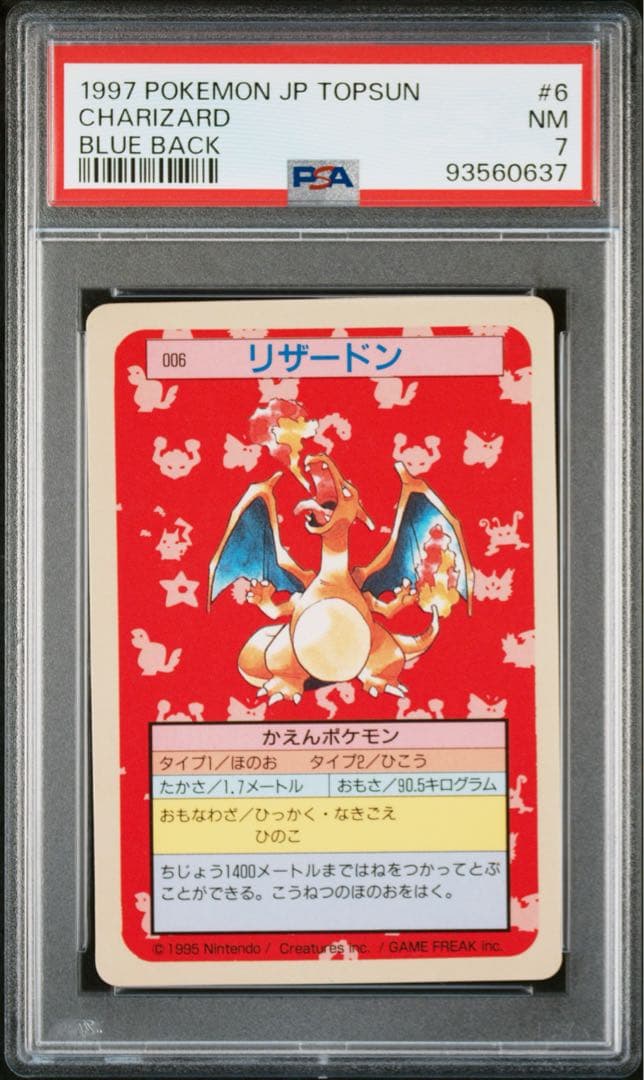 1997 POKEMON JP TOPSUN #6
CHARIZARD NM
BLUE BACK 7
PSA 93560637
006 リザードン
かえんポケモン
タイプ1/ほのお タイプ2/ひこう
たかさ/1.7メートル おもさ/90.5キログラム
おもなわざ/ひっかく・なきごえ
ひのこ
ちじょう1400メートルまではねをつかってとぶ
ことができる。こうねつのほのおをはく。
© 1995 Nintendo / Creatures inc. / GAME FREAK inc.